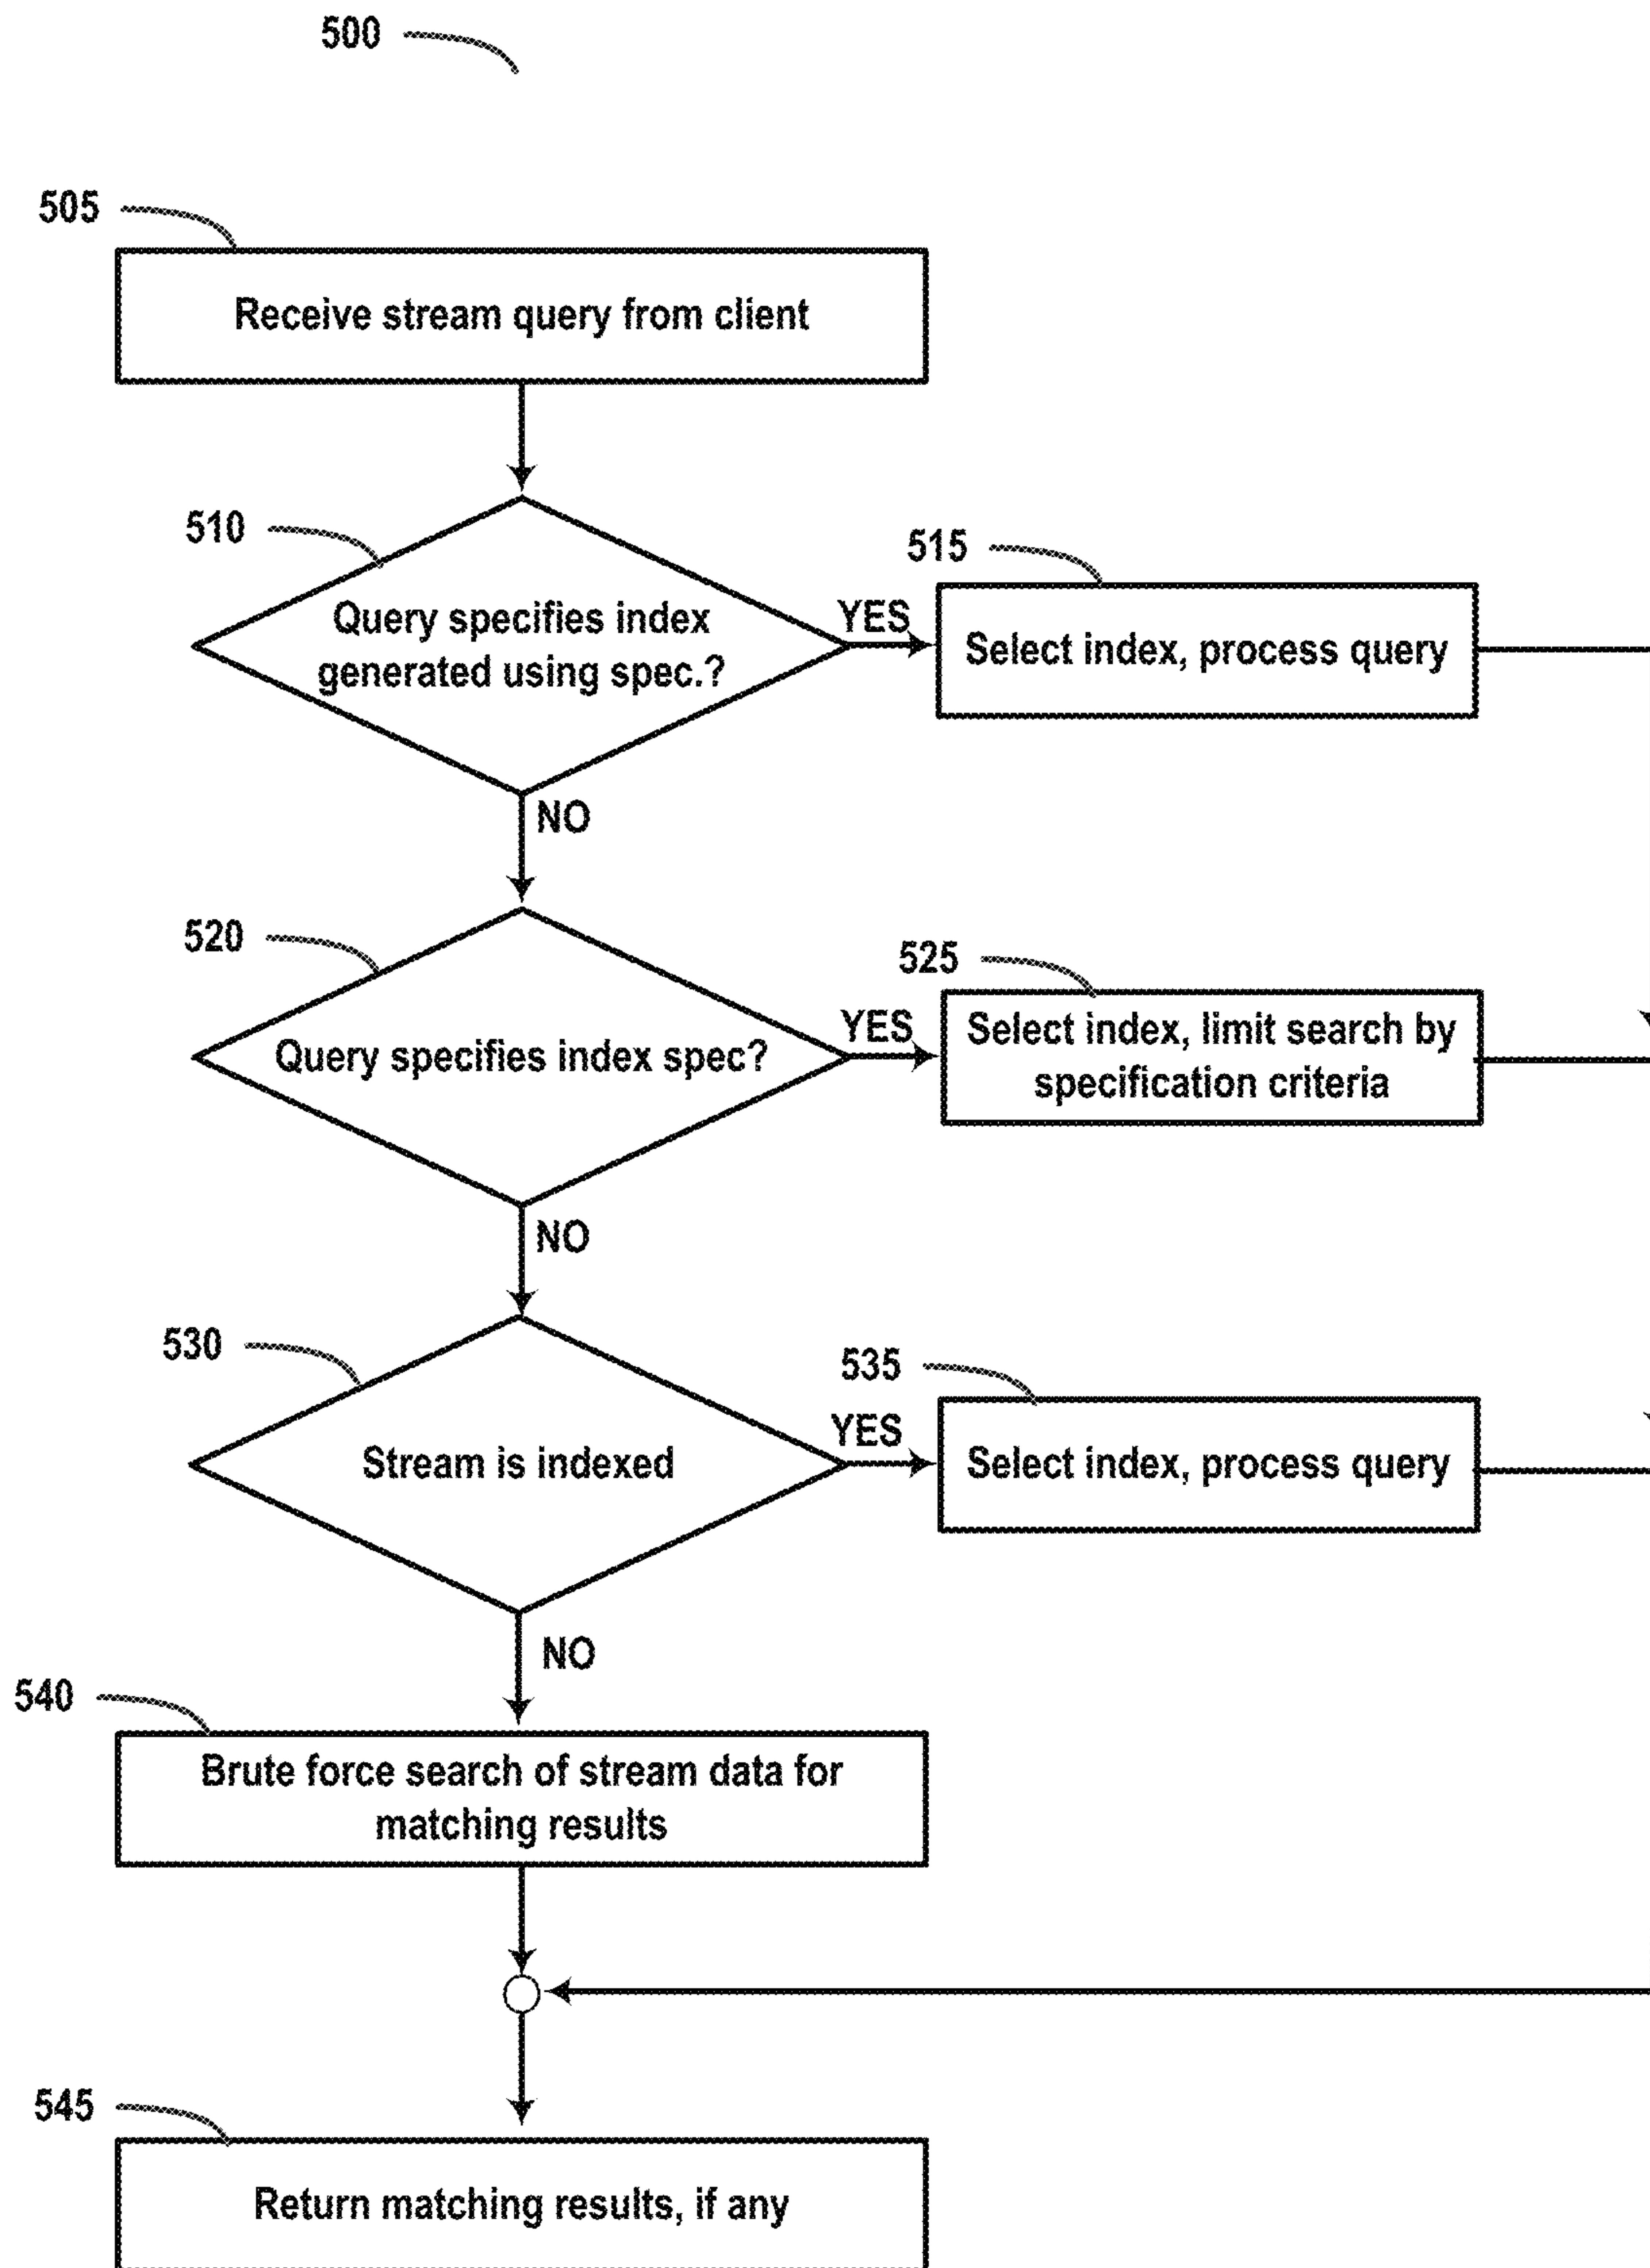 500
505
Receive stream query from client
510
Query specifies index
generated using spec.?
YES
515
Select index, process query
NO
520
Query specifies index spec?
YES
525
Select index, limit search by
specification criteria
NO
530
Stream is indexed
YES
535
Select index, process query
NO
540
Brute force search of stream data for
matching results
545
Return matching results, if any